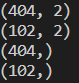 (404, 2)
(102, 2)
(404,)
(102,)